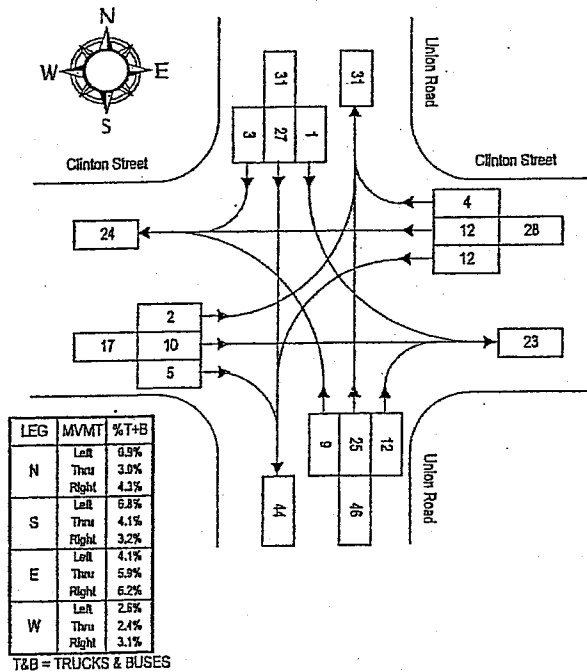 N
W E
S
Union Road
Clinton Street
Clinton Street
31
3 27 1
31
24
4
12 28
12
2
17 10
5
23
9 25 12
44
46
Union Road
LEG MVMT %T+B
N
Left 0.9%
Thru 3.0%
Right 4.3%
S
Left 6.8%
Thru 4.1%
Right 3.2%
E
Left 4.1%
Thru 5.9%
Right 6.2%
W
Left 2.6%
Thru 2.4%
Right 3.1%
T&B = TRUCKS & BUSES